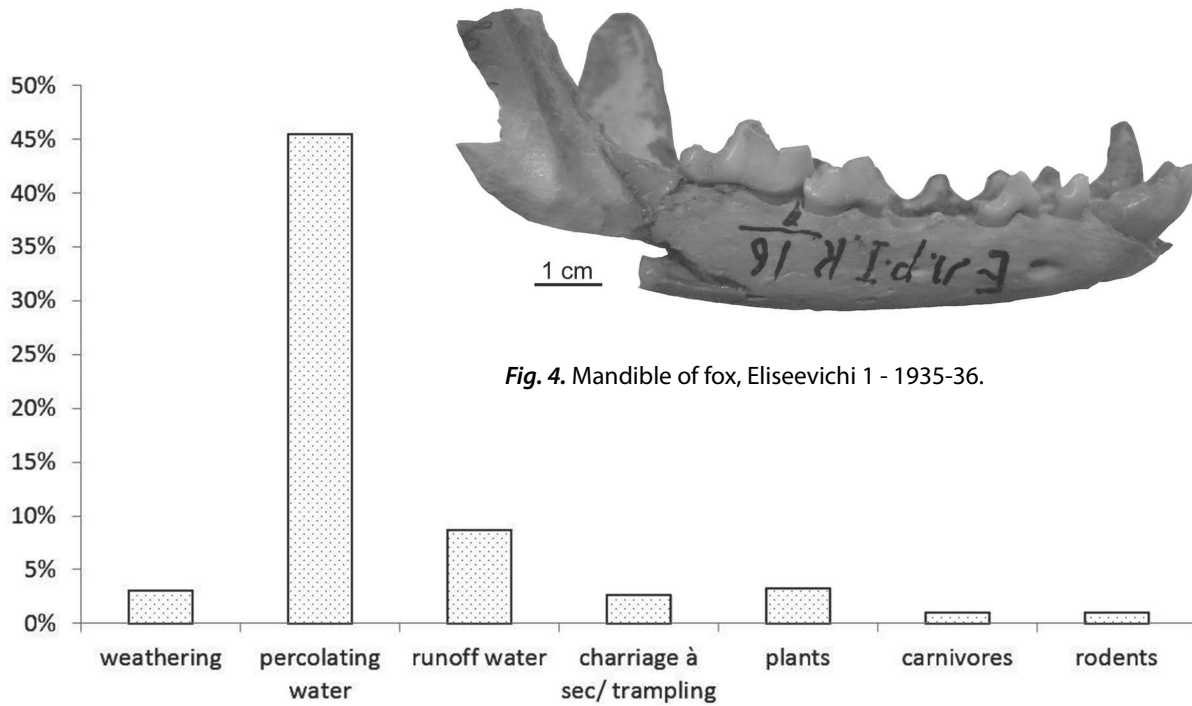 50%
45%
40%
35%
30%
25%
20%
15%
10%
5%
0%
weathering
percolating
water
runoff water
charriage à
sec/ trampling
plants
carnivores
rodents
1 cm
Fig. 4. Mandible of fox, Eliseevichi 1 - 1935-36.